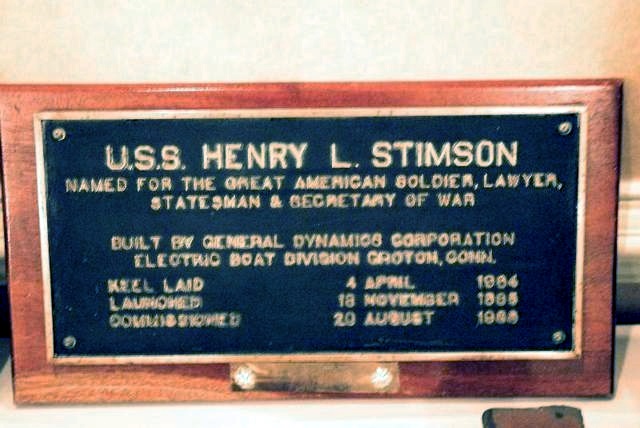 U.S.S. HENRY L. STIMSON
NAMED FOR THE GREAT AMERICAN SOLDIER, LAWYER,
STATESMAN & SECRETARY OF WAR
BUILT BY GENERAL DYNAMICS CORPORATION
ELECTRIC BOAT DIVISION GROTON, CONN.
KEEL LAID 4 APRIL 1964
LAUNCHED 13 NOVEMBER 1965
COMMISSIONED 20 AUGUST 1966